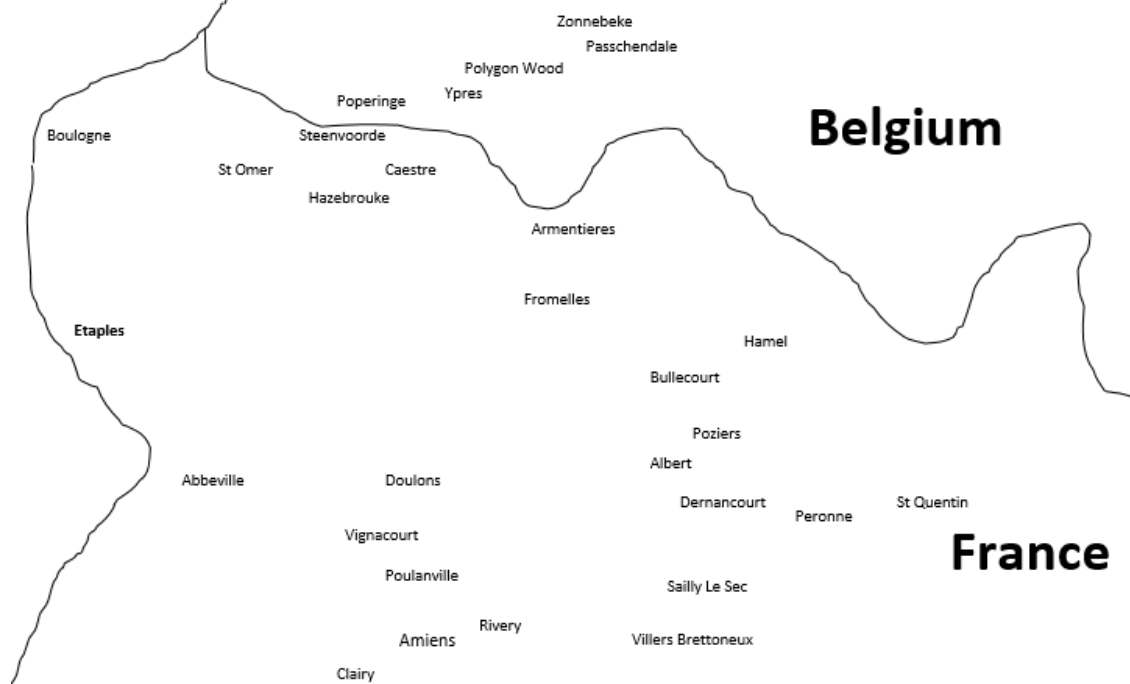 Zonnebeke
Passchendale
Polygon Wood
Ypres
Poperinge
Belgium
Boulogne
Steenvoorde
St Omer
Caestre
Hazebrouke
Armentieres
Fromelles
Etaples
Hamel
Bullecourt
Poziers
Albert
Abbeville
Doulons
Dernancourt
St Quentin
Peronne
Vignacourt
France
Poulanville
Sailly Le Sec
Rivery
Amiens
Villers Brettoneux
Clairy